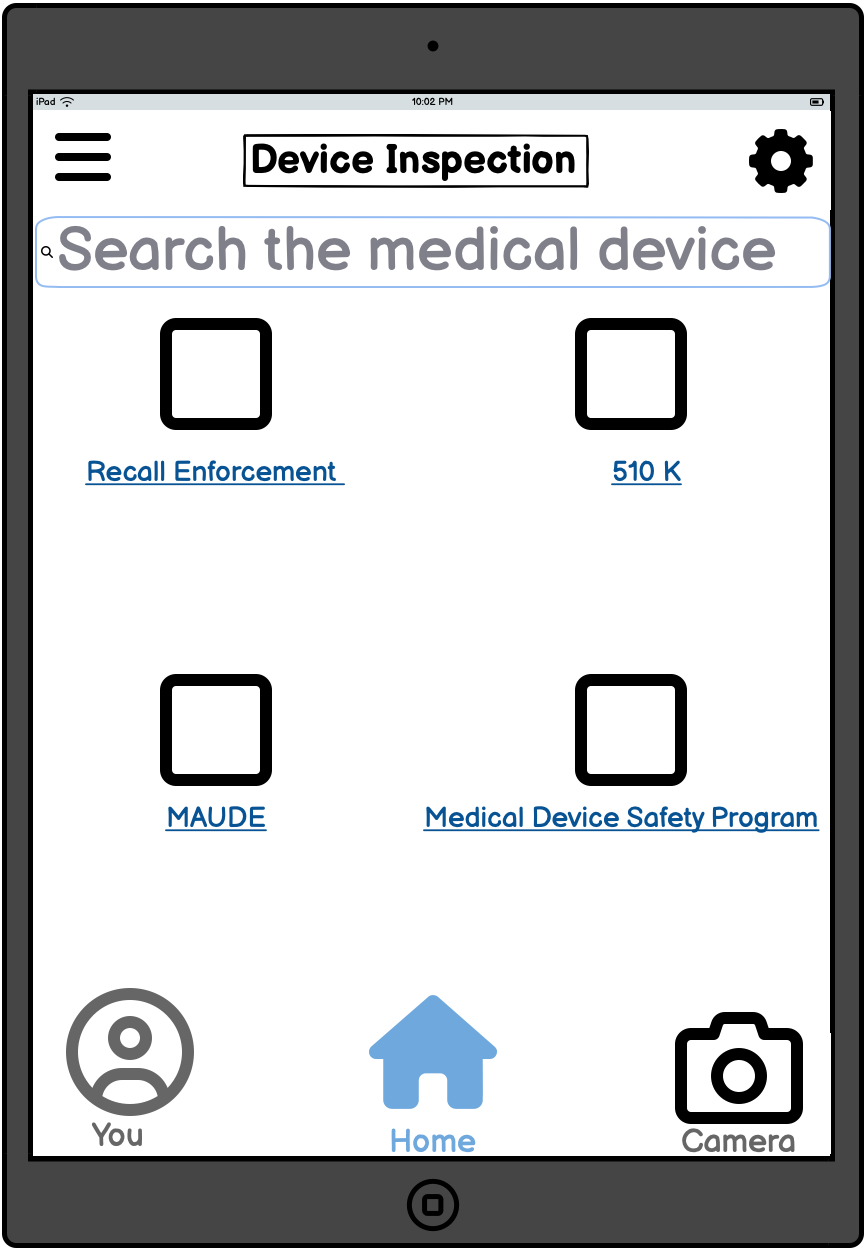 iPad 10:02 PM
Device Inspection
Search the medical device
Recall Enforcement
510 K
MAUDE
Medical Device Safety Program
You
Home
Camera